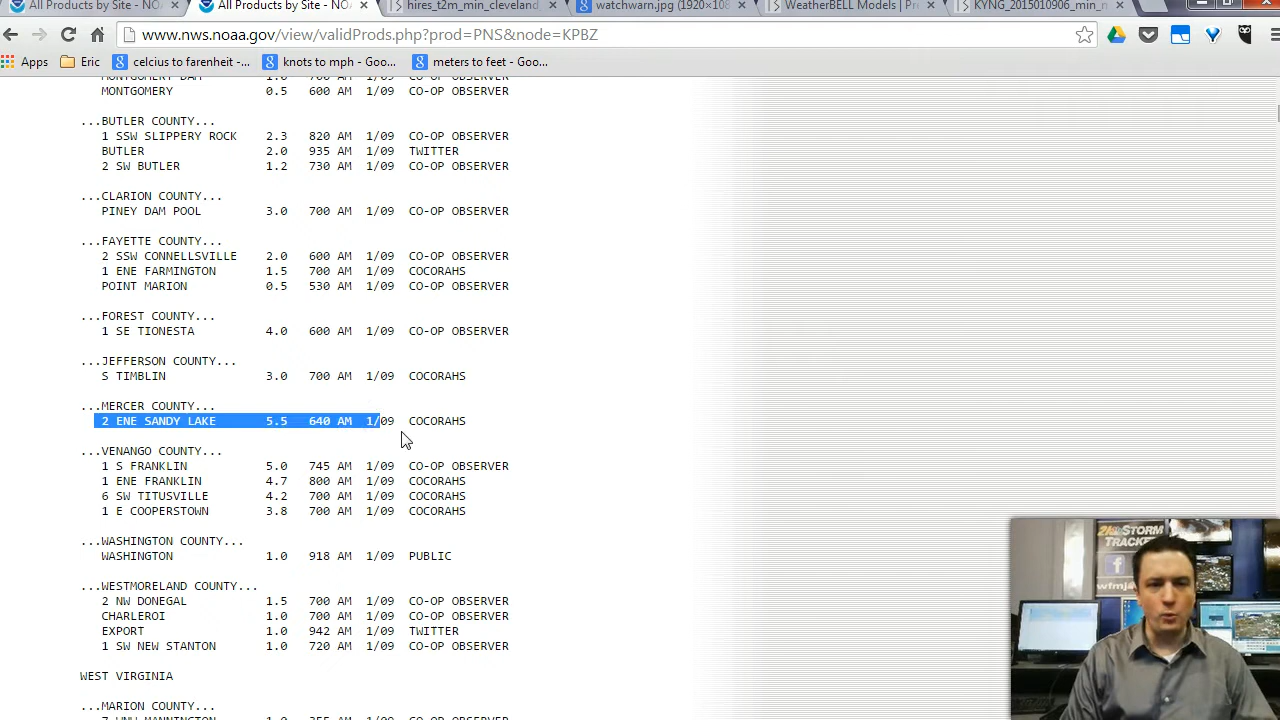 All Products by Site - NO
All Products by Site - NO
hires_t2m_min_cleveland
watchwarn.jpg (1920×108
WeatherBELL Models | Pr
KYNG_2015010906_min_n
www.nws.noaa.gov/view/validProds.php?prod=PNS&node=KPBZ
Apps Eric celcius to farenheit -... knots to mph - Goo... meters to feet - Goo...
MONTGOMERY DAM 1.0 700 AM 1/09 CO-OP OBSERVER
MONTGOMERY 0.5 600 AM 1/09 CO-OP OBSERVER
...BUTLER COUNTY...
1 SSW SLIPPERY ROCK 2.3 820 AM 1/09 CO-OP OBSERVER
BUTLER 2.0 935 AM 1/09 TWITTER
2 SW BUTLER 1.2 730 AM 1/09 CO-OP OBSERVER
...CLARION COUNTY...
PINEY DAM POOL 3.0 700 AM 1/09 CO-OP OBSERVER
...FAYETTE COUNTY...
2 SSW CONNELLSVILLE 2.0 600 AM 1/09 CO-OP OBSERVER
1 ENE FARMINGTON 1.5 700 AM 1/09 COCORAHS
POINT MARION 0.5 530 AM 1/09 CO-OP OBSERVER
...FOREST COUNTY...
1 SE TIONESTA 4.0 600 AM 1/09 CO-OP OBSERVER
...JEFFERSON COUNTY...
S TIMBLIN 3.0 700 AM 1/09 COCORAHS
...MERCER COUNTY...
2 ENE SANDY LAKE 5.5 640 AM 1/09 COCORAHS
...VENANGO COUNTY...
1 S FRANKLIN 5.0 745 AM 1/09 CO-OP OBSERVER
1 ENE FRANKLIN 4.7 800 AM 1/09 COCORAHS
6 SW TITUSVILLE 4.2 700 AM 1/09 COCORAHS
1 E COOPERSTOWN 3.8 700 AM 1/09 COCORAHS
...WASHINGTON COUNTY...
WASHINGTON 1.0 918 AM 1/09 PUBLIC
...WESTMORELAND COUNTY...
2 NW DONEGAL 1.5 700 AM 1/09 CO-OP OBSERVER
CHARLEROI 1.0 700 AM 1/09 CO-OP OBSERVER
EXPORT 1.0 942 AM 1/09 TWITTER
1 SW NEW STANTON 1.0 720 AM 1/09 CO-OP OBSERVER
WEST VIRGINIA
...MARION COUNTY...
STORM
TRACK